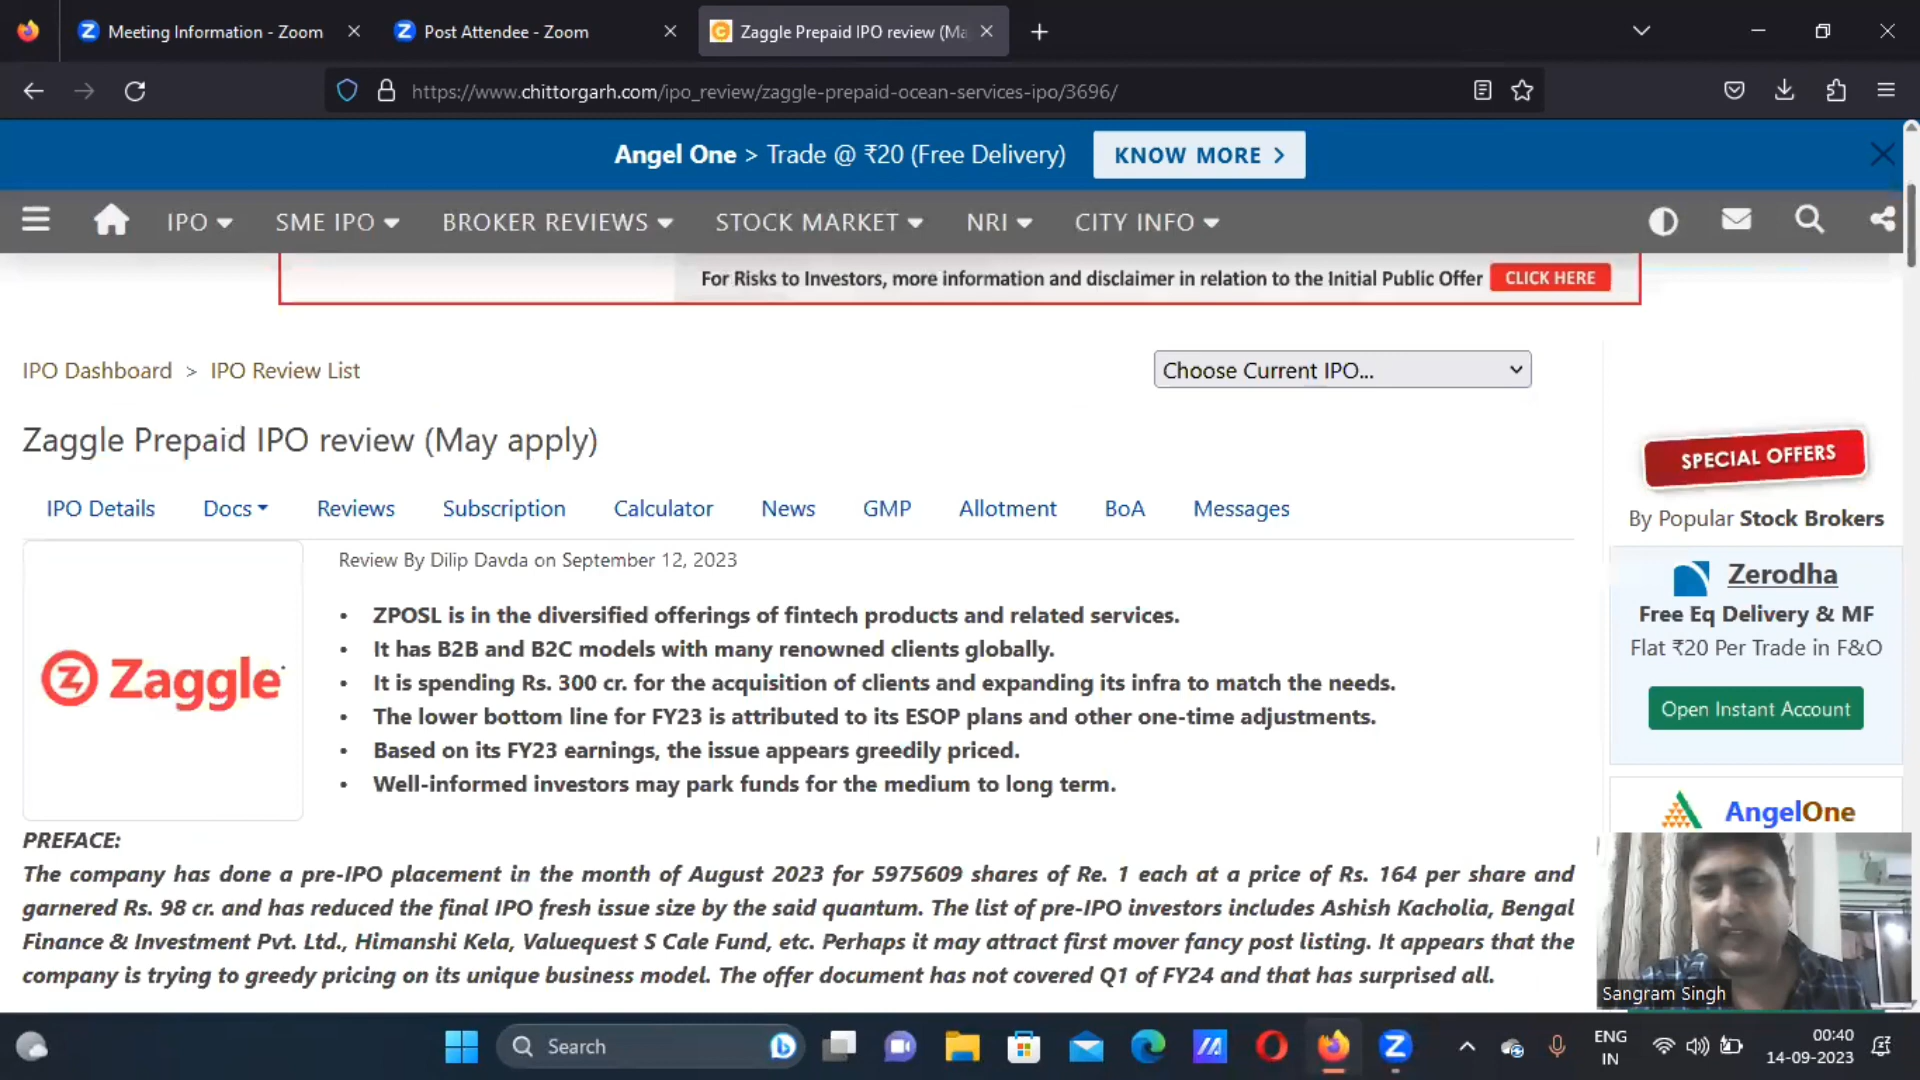 Meeting Information - Zoom
Post Attendee - Zoom
Zaggle Prepaid IPO review (Ma
https://www.chittorgarh.com/ipo_review/zaggle-prepaid-ocean-services-ipo/3696/
Angel One > Trade @ ₹20 (Free Delivery) KNOW MORE >
IPO SME IPO BROKER REVIEWS STOCK MARKET NRI CITY INFO
For Risks to Investors, more information and disclaimer in relation to the Initial Public Offer CLICK HERE
IPO Dashboard > IPO Review List
Choose Current IPO...
Zaggle Prepaid IPO review (May apply)
IPO Details Docs Reviews Subscription Calculator News GMP Allotment BoA Messages
Zaggle
Review By Dilip Davda on September 12, 2023
• ZPOSL is in the diversified offerings of fintech products and related services.
• It has B2B and B2C models with many renowned clients globally.
• It is spending Rs. 300 cr. for the acquisition of clients and expanding its infra to match the needs.
• The lower bottom line for FY23 is attributed to its ESOP plans and other one-time adjustments.
• Based on its FY23 earnings, the issue appears greedily priced.
• Well-informed investors may park funds for the medium to long term.
PREFACE:
The company has done a pre-IPO placement in the month of August 2023 for 5975609 shares of Re. 1 each at a price of Rs. 164 per share and
garnered Rs. 98 cr. and has reduced the final IPO fresh issue size by the said quantum. The list of pre-IPO investors includes Ashish Kacholia, Bengal
Finance & Investment Pvt. Ltd., Himanshi Kela, Valuequest S Cale Fund, etc. Perhaps it may attract first mover fancy post listing. It appears that the
company is trying to greedy pricing on its unique business model. The offer document has not covered Q1 of FY24 and that has surprised all.
SPECIAL OFFERS
By Popular Stock Brokers
Zerodha
Free Eq Delivery & MF
Flat ₹20 Per Trade in F&O
Open Instant Account
AngelOne
Sangram Singh
Search
ENG
IN
00:40
14-09-2023